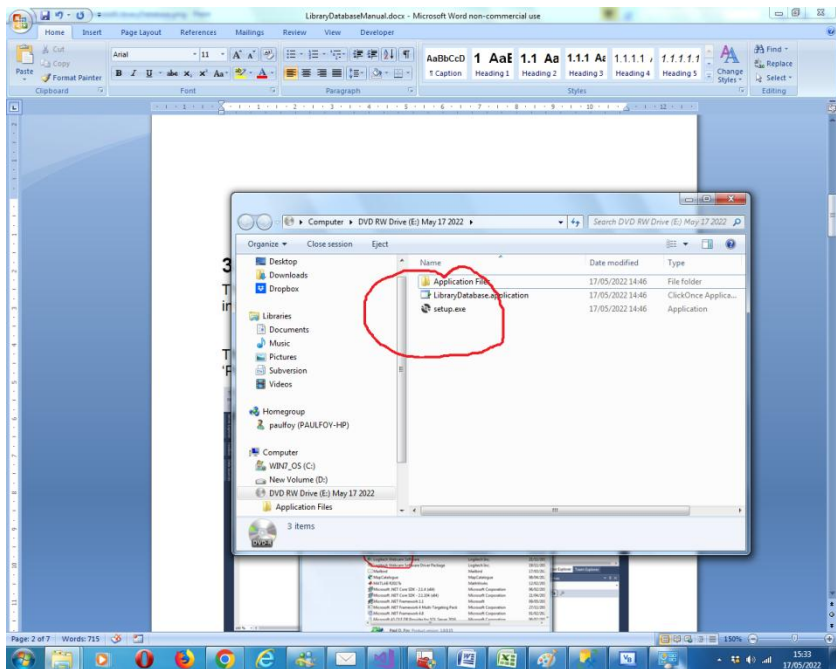 LibraryDatabaseManual.docx - Microsoft Word non-commercial use
Home Insert Page Layout References Mailings Review View Developer
Cut
Copy
Format Painter
Paste
Arial 11
AaBbCcD 1 AaE 1.1 Aa 1.1.1 Aa 1.1.1.1 1.1.1.1.1
¶ Caption Heading 1 Heading 2 Heading 3 Heading 4 Heading 5
Change Styles
Find
Replace
Select
Clipboard Font Paragraph Styles Editing
Computer DVD RW Drive (E:) May 17 2022
Search DVD RW Drive (E:) May 17 2022
Organize Close session Eject
Name Date modified Type
Desktop
Downloads
Dropbox
Libraries
Documents
Music
Pictures
Subversion
Videos
Homegroup
paulfoy (PAULFOY-HP)
Computer
WIN7_OS (C:)
New Volume (D:)
DVD RW Drive (E:) May 17 2022
Application Files
Application Files 17/05/2022 14:46 File folder
LibraryDatabase.application 17/05/2022 14:46 ClickOnce Applica...
setup.exe 17/05/2022 14:46 Application
3 items
3
T
in
T
'P
Page: 2 of 7 Words: 715 150%
15:33
17/05/2022